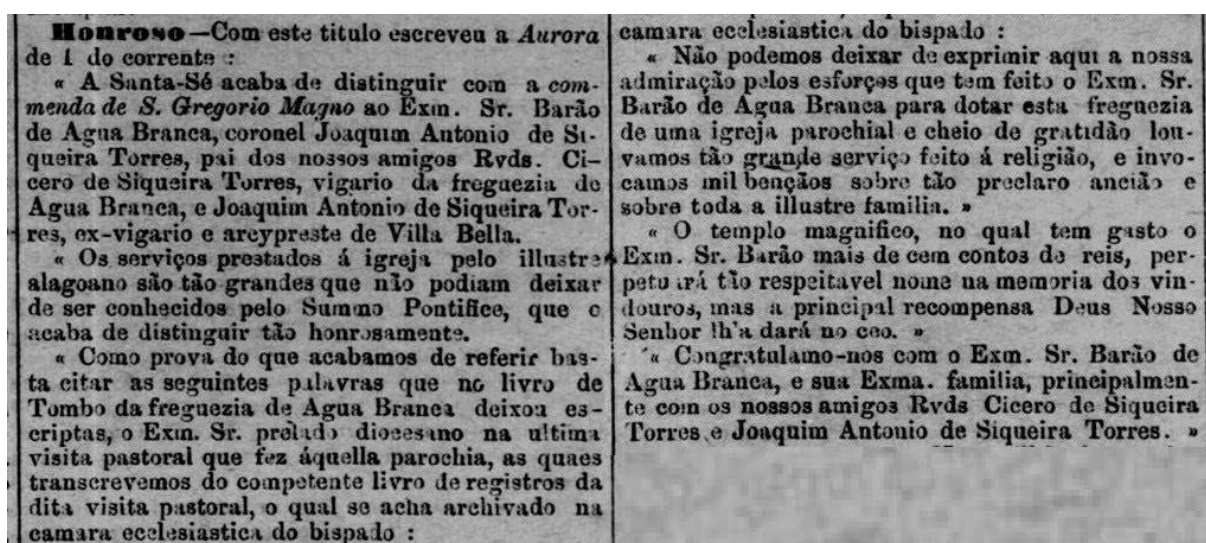 Honroso—Com este titulo escreveu a Aurora
de 1 do corrente :
« A Santa-Sé acaba de distinguir com a com-
menda de S. Gregorio Magno ao Exm. Sr. Barão
de Agua Branca, coronel Joaquim Antonio de Si-
queira Torres, pai dos nossos amigos Rvds. Ci-
cero de Siqueira Torres, vigario da freguezia de
Agua Branca, e Joaquim Antonio de Siqueira Tor-
res, ex-vigario e arcypreste de Villa Bella.
« Os serviços prestados á igreja pelo illustre
alagoano são tão grandes que não podiam deixar
de ser conhecidos pelo Summo Pontifice, que o
acaba de distinguir tão honrosamente.
« Como prova do que acabamos de referir bas-
ta citar as seguintes palavras que no livro de
Tombo da freguezia de Agua Branca deixou es-
criptas, o Exm. Sr. prelado diocesano na ultima
visita pastoral que fez áquella parochia, as quaes
transcrevemos do competente livro de registros da
dita visita pastoral, o qual se acha archivado na
camara ecclesiastica do bispado :
camara ecclesiastica do bispado :
« Não podemos deixar de exprimir aqui a nossa
admiração pelos esforços que tem feito o Exm. Sr.
Barão de Agua Branca para dotar esta freguezia
de uma igreja parochial e cheio de gratidão lou-
vamos tão grande serviço feito á religião, e invo-
camos mil bençãos sobre tão preclaro ancião e
sobre toda a illustre familia. »
« O templo magnifico, no qual tem gasto o
Exm. Sr. Barão mais de cem contos de reis, per-
petuará tão respeitavel nome na memoria dos vin-
douros, mas a principal recompensa Deus Nosso
Senhor lh'a dará no ceo. »
« Congratulamo-nos com o Exm. Sr. Barão de
Agua Branca, e sua Exma. familia, principalmen-
te com os nossos amigos Rvds Cicero de Siqueira
Torres e Joaquim Antonio de Siqueira Torres. »